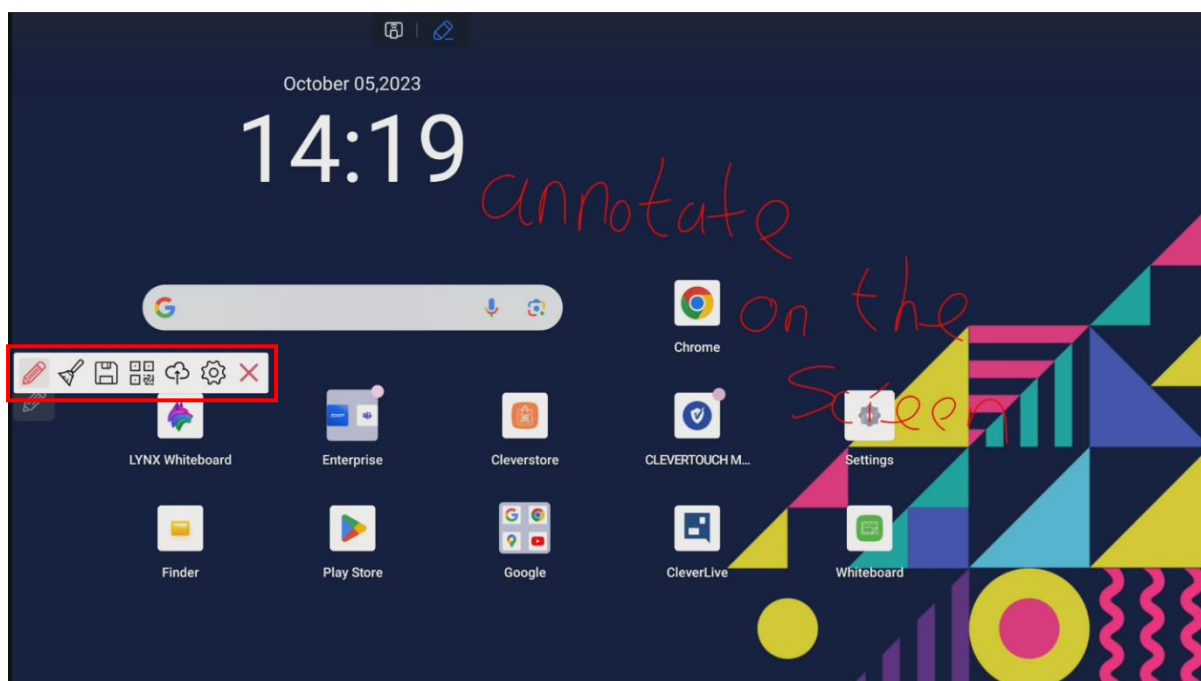 October 05,2023
14:19
annotate
on the
Screen
Chrome
LYNX Whiteboard
Enterprise
Cleverstore
CLEVERTOUCH M...
Settings
Finder
Play Store
Google
CleverLive
Whiteboard